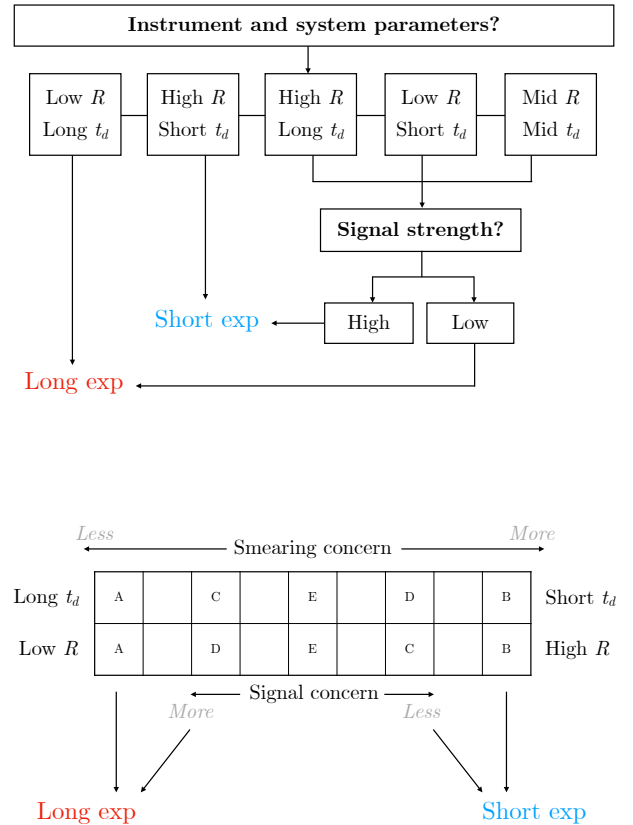 Instrument and system parameters?
Low R High R High R Low R Mid R
Long t_d Short t_d Long t_d Short t_d Mid t_d
Signal strength?
Short exp High Low
Long exp
Less More
Smearing concern
Long t_d A C E D B Short t_d
Low R A D E C B High R
Signal concern
More Less
Long exp Short exp